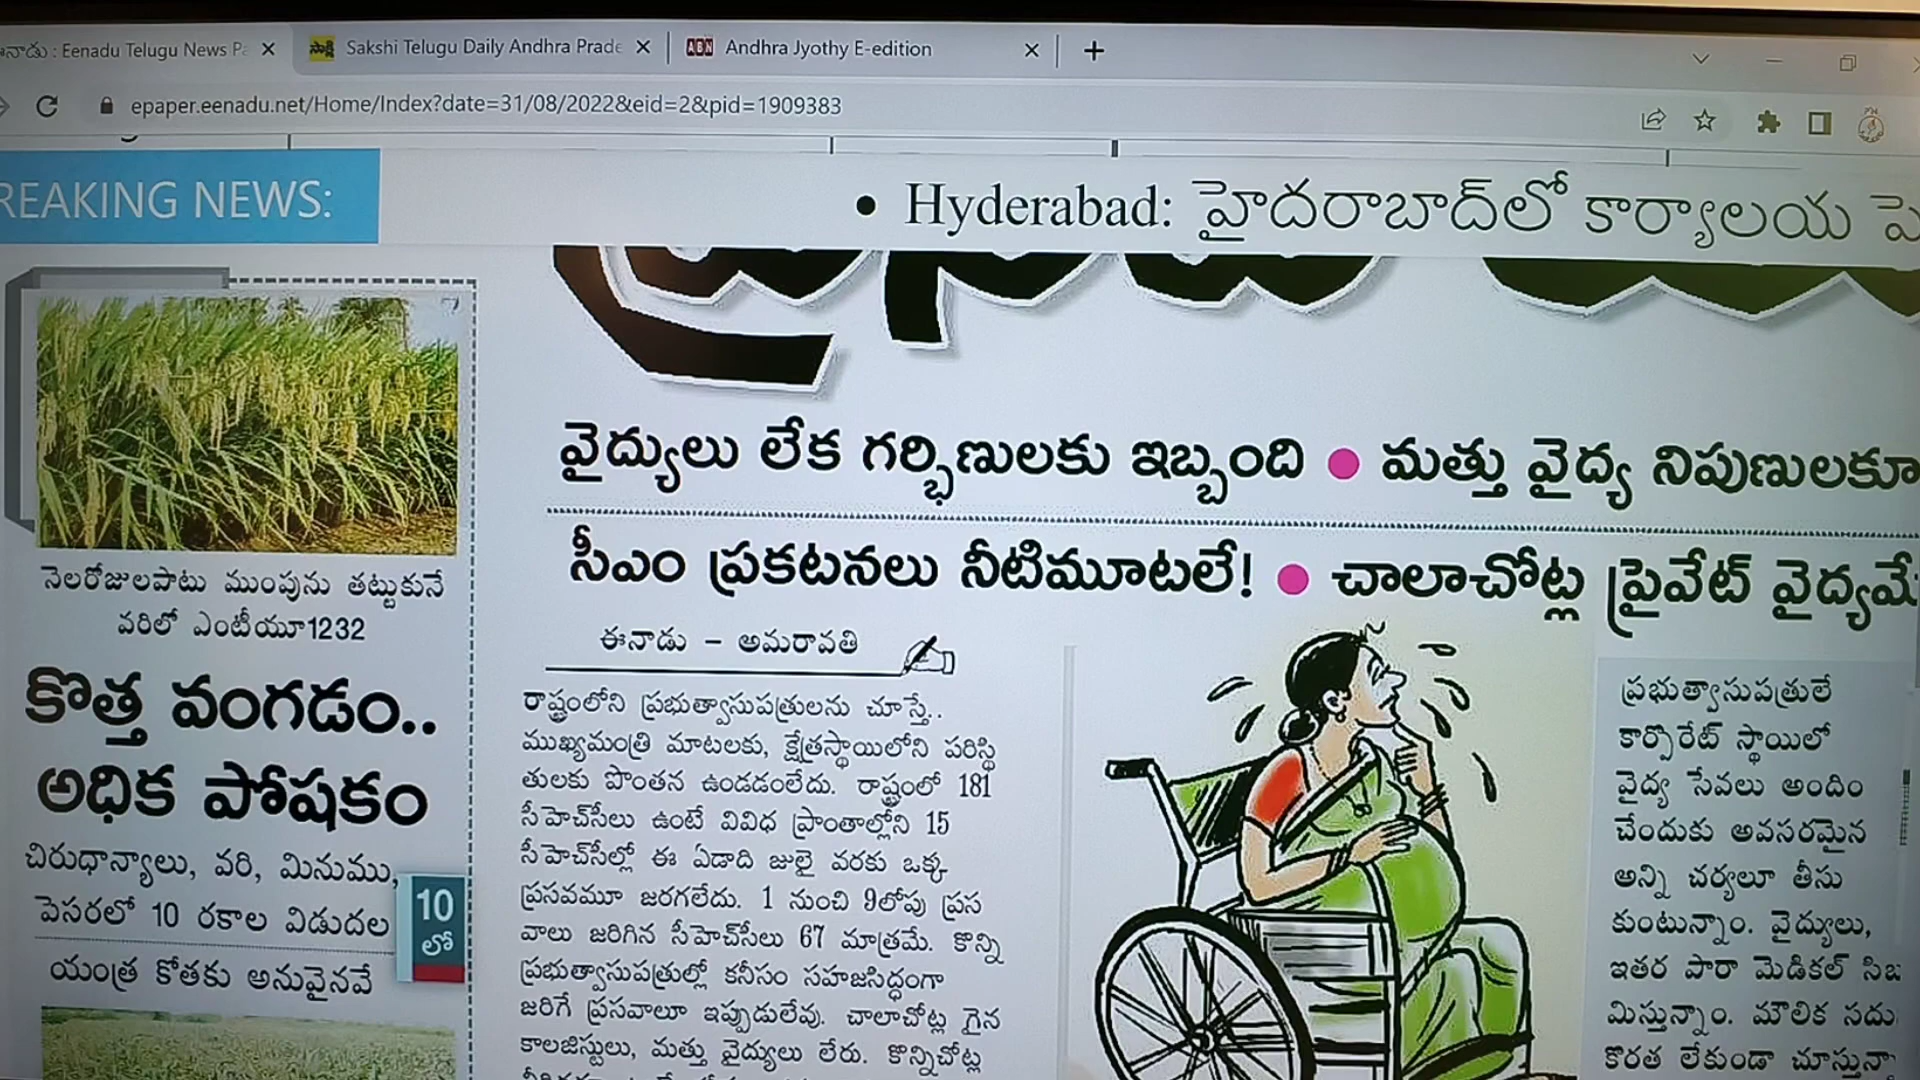 ఈనాడు : Eenadu Telugu News Pa
Sakshi Telugu Daily Andhra Prade
ABN Andhra Jyothy E-edition
epaper.eenadu.net/Home/Index?date=31/08/2022&eid=2&pid=1909383
REAKING NEWS:
• Hyderabad: హైదరాబాద్‌లో కార్యాలయ పె
వైద్యులు లేక గర్భిణులకు ఇబ్బంది ● మత్తు వైద్య నిపుణులకూ
సీఎం ప్రకటనలు నీటిమూటలే! ● చాలాచోట్ల ప్రైవేట్ వైద్యమే
నెలరోజులపాటు ముంపును తట్టుకునే
వరిలో ఎంటీయూ1232
కొత్త వంగడం..
అధిక పోషకం
చిరుధాన్యాలు, వరి, మినుము,
పెసరలో 10 రకాల విడుదల
10
లో
యంత్ర కోతకు అనువైనవే
ఈనాడు - అమరావతి
రాష్ట్రంలోని ప్రభుత్వాసుపత్రులను చూస్తే..
ముఖ్యమంత్రి మాటలకు, క్షేత్రస్థాయిలోని పరిస్థి
తులకు పొంతన ఉండడంలేదు. రాష్ట్రంలో 181
సీహెచ్‌సీలు ఉంటే వివిధ ప్రాంతాల్లోని 15
సీహెచ్‌సీల్లో ఈ ఏడాది జులై వరకు ఒక్క
ప్రసవమూ జరగలేదు. 1 నుంచి 9లోపు ప్రస
వాలు జరిగిన సీహెచ్‌సీలు 67 మాత్రమే. కొన్ని
ప్రభుత్వాసుపత్రుల్లో కనీసం సహజసిద్ధంగా
జరిగే ప్రసవాలూ ఇప్పుడులేవు. చాలాచోట్ల గైన
కాలజిస్టులు, మత్తు వైద్యులు లేరు. కొన్నిచోట్ల
ప్రభుత్వాసుపత్రులే
కార్పొరేట్ స్థాయిలో
వైద్య సేవలు అందిం
చేందుకు అవసరమైన
అన్ని చర్యలూ తీసు
కుంటున్నాం. వైద్యులు,
ఇతర పారా మెడికల్ సిబ
మిస్తున్నాం. మౌలిక సదు
కొరత లేకుండా చూస్తున్నా